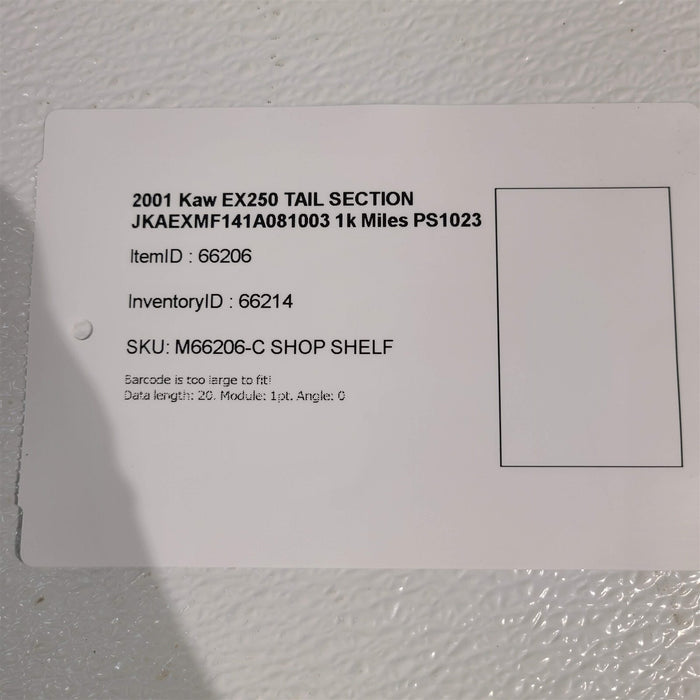 2001 Kaw EX250 TAIL SECTION
JKAEXMF141A081003 1k Miles PS1023
ItemID : 66206
InventoryID : 66214
SKU: M66206-C SHOP SHELF
Barcode is too large to fit!
Data length: 20. Module: 1pt. Angle: 0